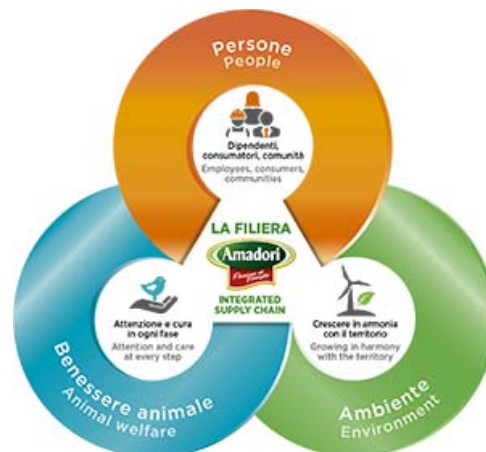 Persone
People
Dipendenti,
consumatori, comunità
Employees, consumers,
communities
LA FILIERA
Amadori
INTEGRATED
SUPPLY CHAIN
Attenzione e cura
in ogni fase
Attention and care
at every step
Benessere animale
Animal welfare
Crescere in armonia
con il territorio
Growing in harmony
with the territory
Ambiente
Environment